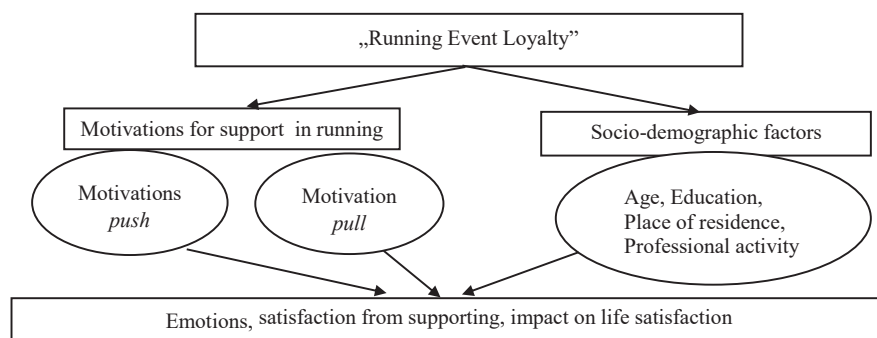 „Running Event Loyalty”
Motivations for support in running
Socio-demographic factors
Motivations
push
Motivation
pull
Age, Education,
Place of residence,
Professional activity
Emotions, satisfaction from supporting, impact on life satisfaction